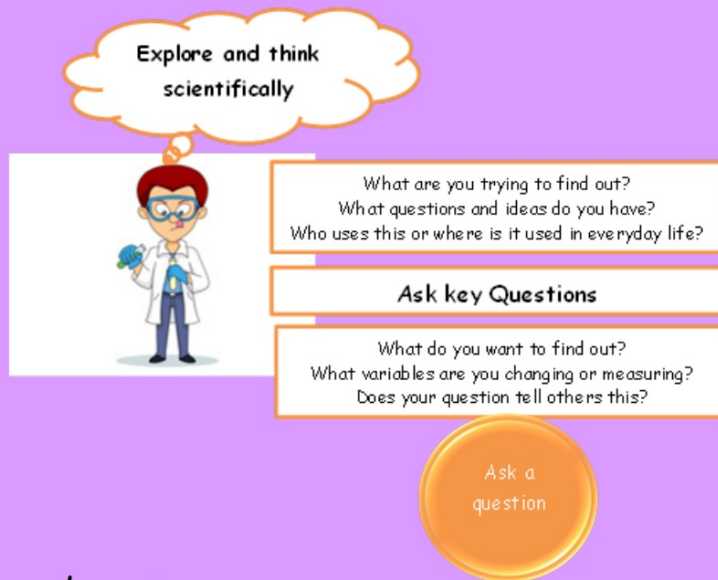 Explore and think
scientifically
What are you trying to find out?
What questions and ideas do you have?
Who uses this or where is it used in everyday life?
Ask key Questions
What do you want to find out?
What variables are you changing or measuring?
Does your question tell others this?
Ask a
question